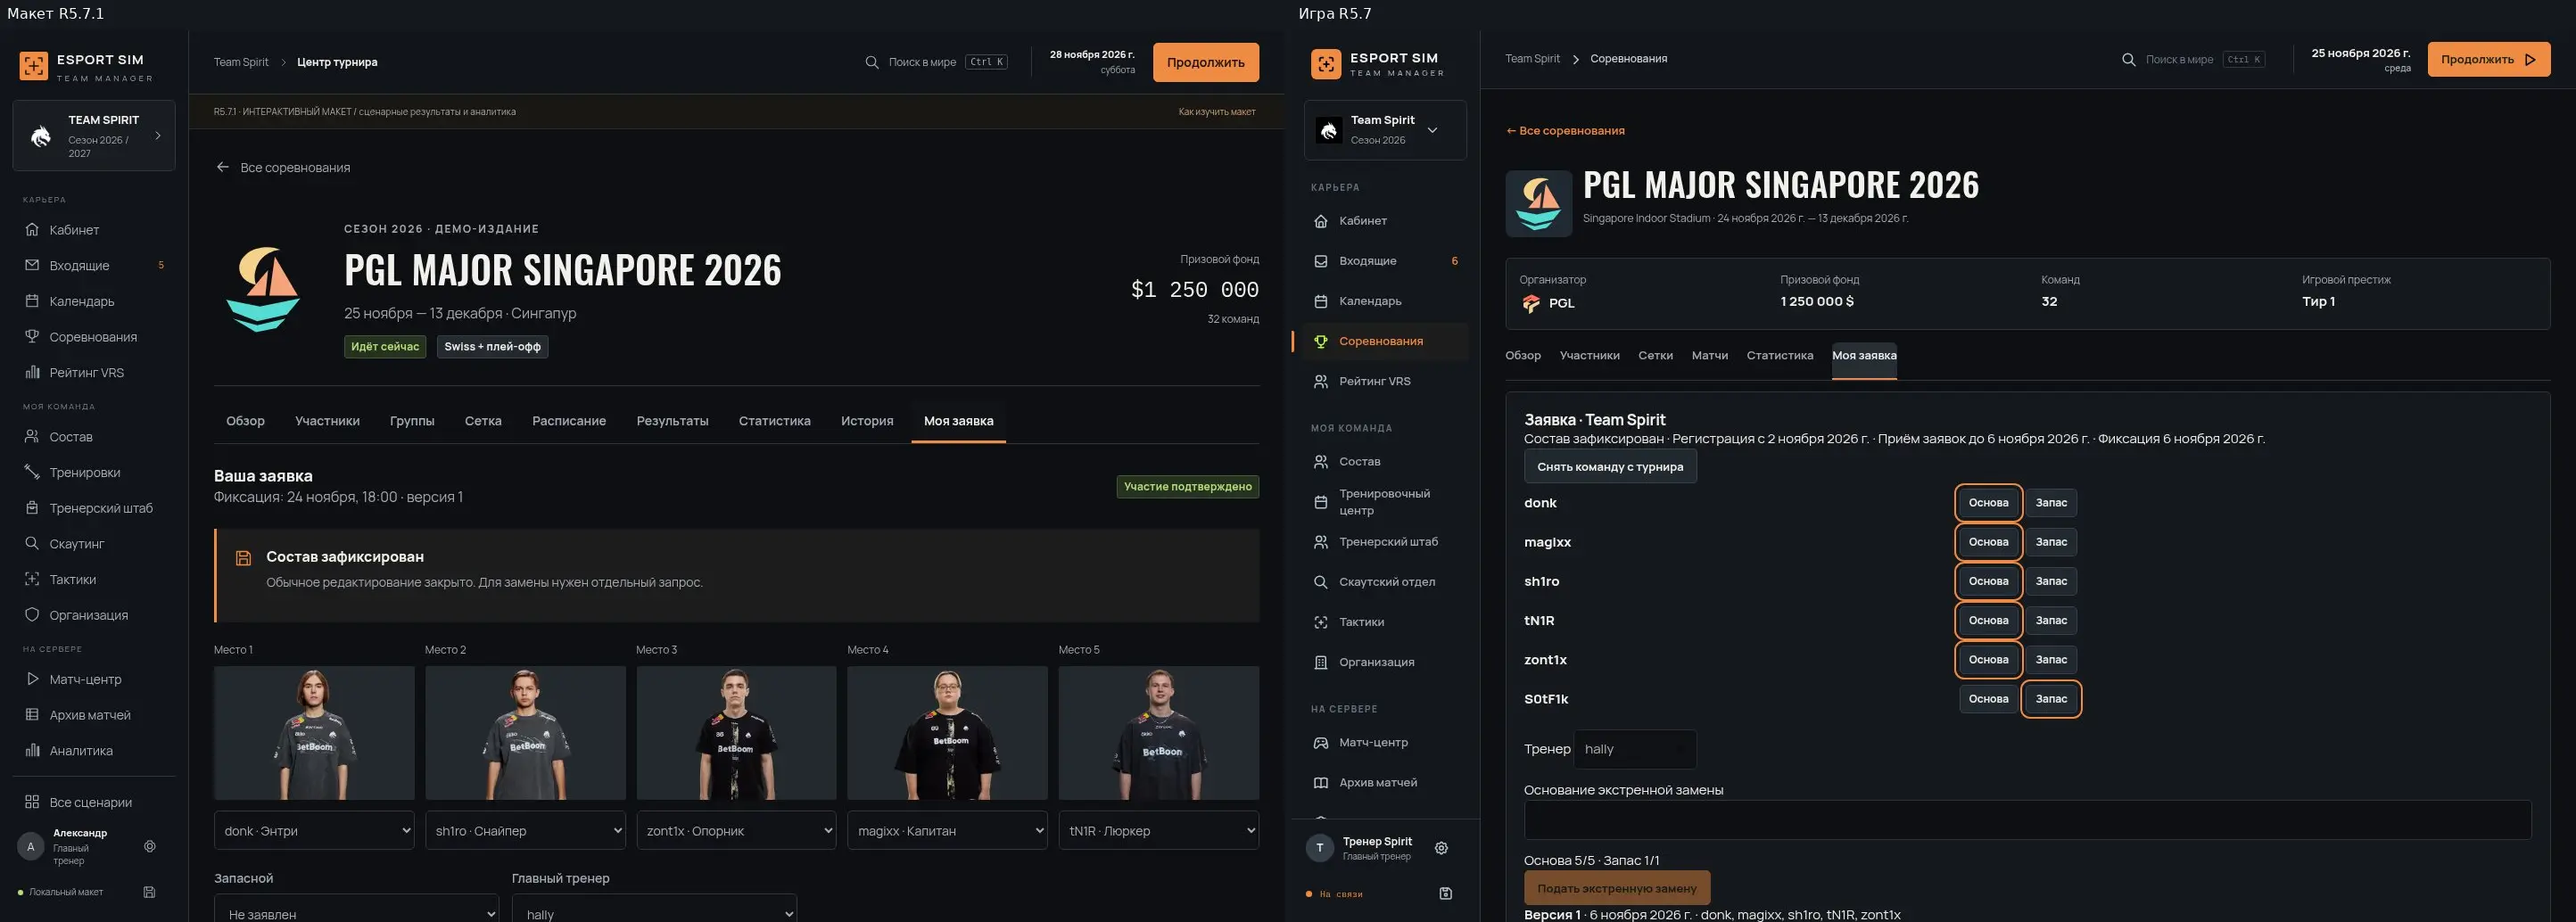 Макет R5.7.1
ESPORT SIM
TEAM MANAGER
TEAM SPIRIT
Сезон 2026 /
2027
КАРЬЕРА
Кабинет
Входящие 5
Календарь
Соревнования
Рейтинг VRS
МОЯ КОМАНДА
Состав
Тренировки
Тренерский штаб
Скаутинг
Тактики
Организация
НА СЕРВЕРЕ
Матч-центр
Архив матчей
Аналитика
Все сценарии
А
Александр
Главный
тренер
Локальный макет
Team Spirit > Центр турнира
Поиск в мире Ctrl K
28 ноября 2026 г.
суббота
Продолжить
R5.7.1 · ИНТЕРАКТИВНЫЙ МАКЕТ / сценарные результаты и аналитика
Как изучить макет
← Все соревнования
СЕЗОН 2026 · ДЕМО-ИЗДАНИЕ
PGL MAJOR SINGAPORE 2026
25 ноября — 13 декабря · Сингапур
Идёт сейчас Swiss + плей-офф
Призовой фонд
$1 250 000
32 команд
Обзор Участники Группы Сетка Расписание Результаты Статистика История Моя заявка
Ваша заявка
Фиксация: 24 ноября, 18:00 · версия 1
Участие подтверждено
Состав зафиксирован
Обычное редактирование закрыто. Для замены нужен отдельный запрос.
Место 1 Место 2 Место 3 Место 4 Место 5
BetBoom BetBoom BetBoom BetBoom BetBoom
donk · Энтри sh1ro · Снайпер zont1x · Опорник magixx · Капитан tN1R · Люркер
Запасной Главный тренер
Не заявлен hally
Игра R5.7
ESPORT SIM
TEAM MANAGER
Team Spirit
Сезон 2026
КАРЬЕРА
Кабинет
Входящие 6
Календарь
Соревнования
Рейтинг VRS
МОЯ КОМАНДА
Состав
Тренировочный
центр
Тренерский штаб
Скаутский отдел
Тактики
Организация
НА СЕРВЕРЕ
Матч-центр
Архив матчей
Т
Тренер Spirit
Главный тренер
На связи
Team Spirit > Соревнования
Поиск в мире Ctrl K
25 ноября 2026 г.
среда
Продолжить
← Все соревнования
PGL MAJOR SINGAPORE 2026
Singapore Indoor Stadium · 24 ноября 2026 г. — 13 декабря 2026 г.
Организатор Призовой фонд Команд Игровой престиж
PGL 1 250 000 $ 32 Тир 1
Обзор Участники Сетки Матчи Статистика Моя заявка
Заявка · Team Spirit
Состав зафиксирован · Регистрация с 2 ноября 2026 г. · Приём заявок до 6 ноября 2026 г. · Фиксация 6 ноября 2026 г.
Снять команду с турнира
donk Основа Запас
magixx Основа Запас
sh1ro Основа Запас
tN1R Основа Запас
zont1x Основа Запас
S0tF1k Основа Запас
Тренер hally
Основание экстренной замены
Основа 5/5 · Запас 1/1
Подать экстренную замену
Версия 1 · 6 ноября 2026 г. · donk, magixx, sh1ro, tN1R, zont1x